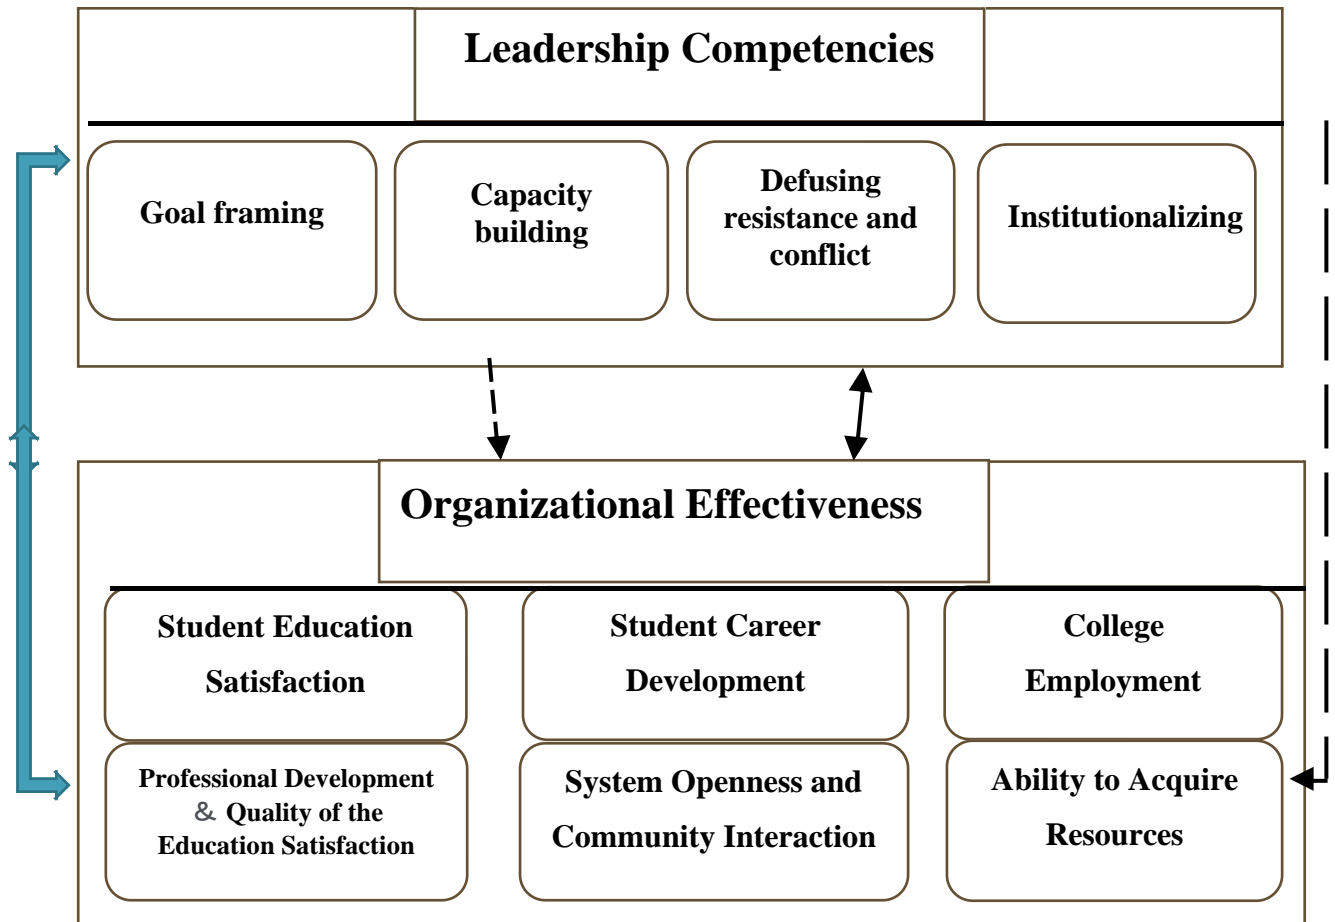 Leadership Competencies
Goal framing
Capacity
building
Defusing
resistance and
conflict
Institutionalizing
Organizational Effectiveness
Student Education
Satisfaction
Student Career
Development
College
Employment
Professional Development
& Quality of the
Education Satisfaction
System Openness and
Community Interaction
Ability to Acquire
Resources